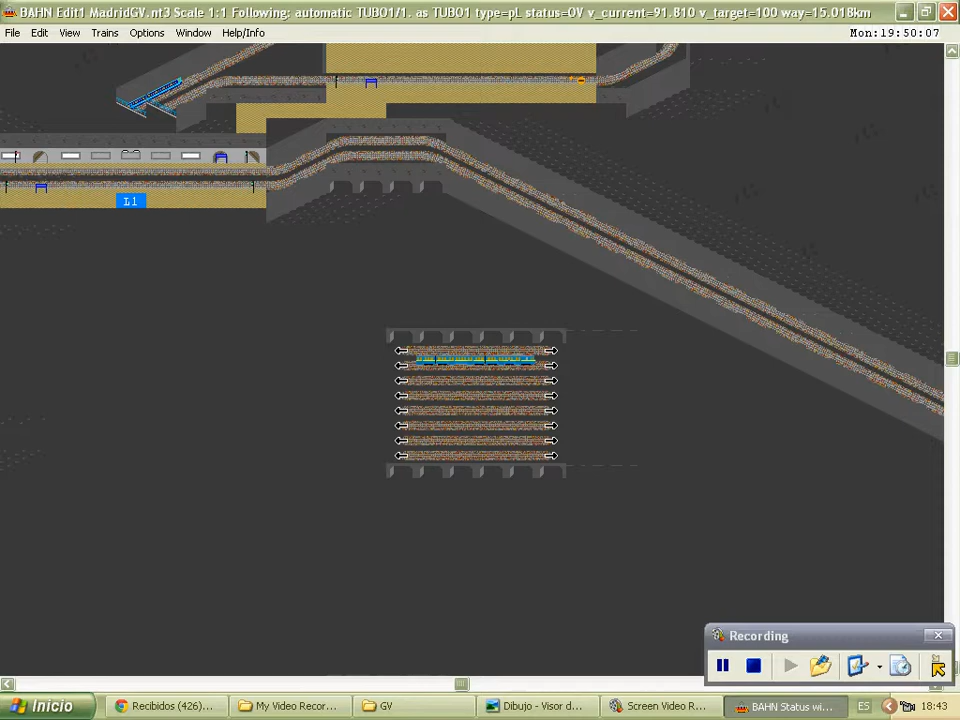 BAHN Edit1 MadridGV.nt3 Scale 1:1 Following: automatic TUBO1/1. as TUBO1 type=pL status=OV v_current=91.810 v_target=100 way=15.018km
File Edit View Trains Options Window Help/Info Mon:19:50:07
L1
Recording
Inicio Recibidos (426)... My Video Recor... GV Dibujo - Visor d... Screen Video R... BAHN Status wi... ES 18:43